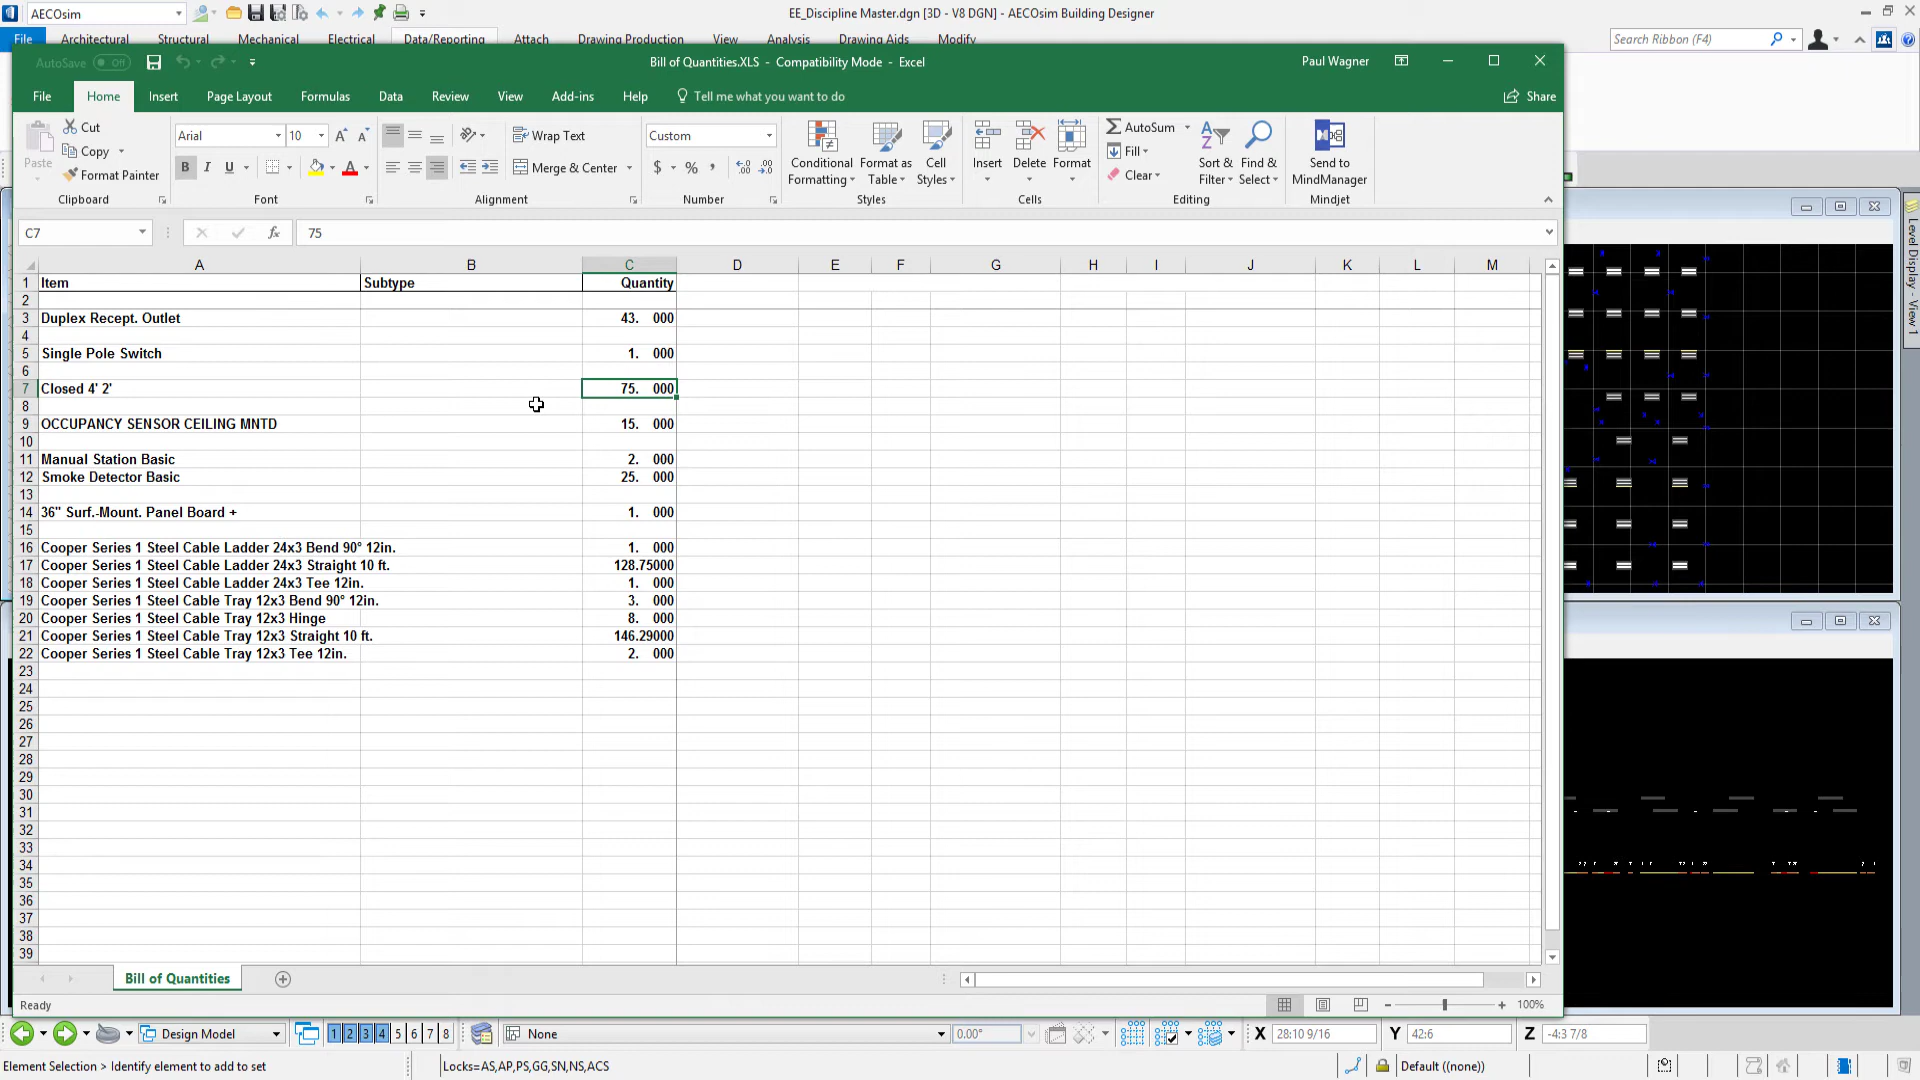 AECOsim
EE_Discipline Master.dgn [3D - V8 DGN] - AECOsim Building Designer
File Architectural Structural Mechanical Electrical Data/Reporting Attach Drawing Production View Analysis Drawing Aids Modify
Search Ribbon (F4)
AutoSave Off
Bill of Quantities.XLS - Compatibility Mode - Excel
Paul Wagner
File Home Insert Page Layout Formulas Data Review View Add-ins Help Tell me what you want to do Share
Paste
Cut
Copy
Format Painter
Clipboard
Arial 10
B I U
Font
Wrap Text
Merge & Center
Alignment
Custom
$ % ,
Number
Conditional Formatting
Format as Table
Cell Styles
Styles
Insert Delete Format
Cells
AutoSum
Fill
Clear
Sort & Filter
Find & Select
Editing
Send to MindManager
Mindjet
C7 fx 75
A B C D E F G H I J K L M
1 Item Subtype Quantity
2
3 Duplex Recept. Outlet 43. 000
4
5 Single Pole Switch 1. 000
6
7 Closed 4' 2' 75. 000
8
9 OCCUPANCY SENSOR CEILING MNTD 15. 000
10
11 Manual Station Basic 2. 000
12 Smoke Detector Basic 25. 000
13
14 36" Surf.-Mount. Panel Board + 1. 000
15
16 Cooper Series 1 Steel Cable Ladder 24x3 Bend 90° 12in. 1. 000
17 Cooper Series 1 Steel Cable Ladder 24x3 Straight 10 ft. 128.75000
18 Cooper Series 1 Steel Cable Ladder 24x3 Tee 12in. 1. 000
19 Cooper Series 1 Steel Cable Tray 12x3 Bend 90° 12in. 3. 000
20 Cooper Series 1 Steel Cable Tray 12x3 Hinge 8. 000
21 Cooper Series 1 Steel Cable Tray 12x3 Straight 10 ft. 146.29000
22 Cooper Series 1 Steel Cable Tray 12x3 Tee 12in. 2. 000
23
24
25
26
27
28
29
30
31
32
33
34
35
36
37
38
39
Level Display - View 1
Bill of Quantities
Ready
100%
Design Model 1 2 3 4 5 6 7 8 None 0.00° X 28:10 9/16 Y 42:6 Z -4:3 7/8
Element Selection > Identify element to add to set
Locks=AS,AP,PS,GG,SN,NS,ACS
Default ((none))